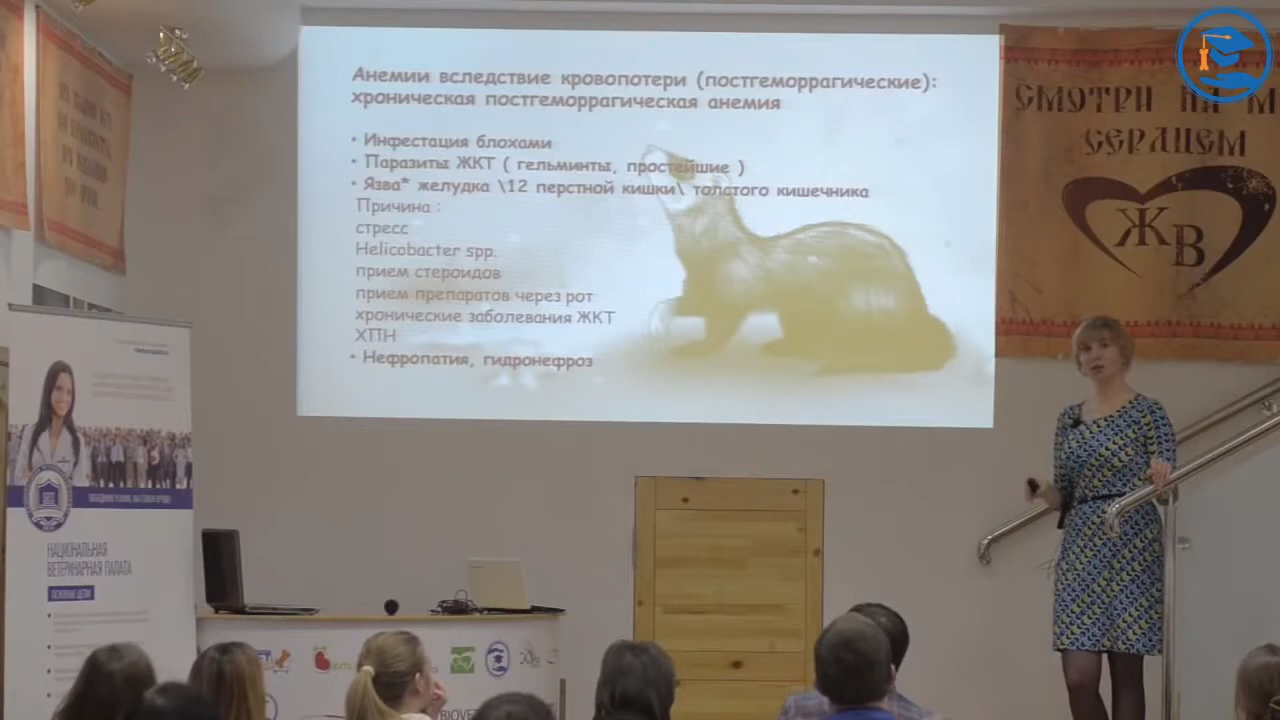 Анемии вследствие кровопотери (постгеморрагические):
хроническая постгеморрагическая анемия
• Инфестация блохами
• Паразиты ЖКТ ( гельминты, простейшие )
• Язва* желудка \12 перстной кишки\ толстого кишечника
Причина :
стресс
Helicobacter spp.
прием стероидов
прием препаратов через рот
хронические заболевания ЖКТ
ХПН
• Нефропатия, гидронефроз
СМОТРИ НА М
СЕРДЦЕМ
ЖВ
НАЦИОНАЛЬНАЯ
ВЕТЕРИНАРНАЯ ПАЛАТА
ОСНОВНЫЕ ЦЕЛИ